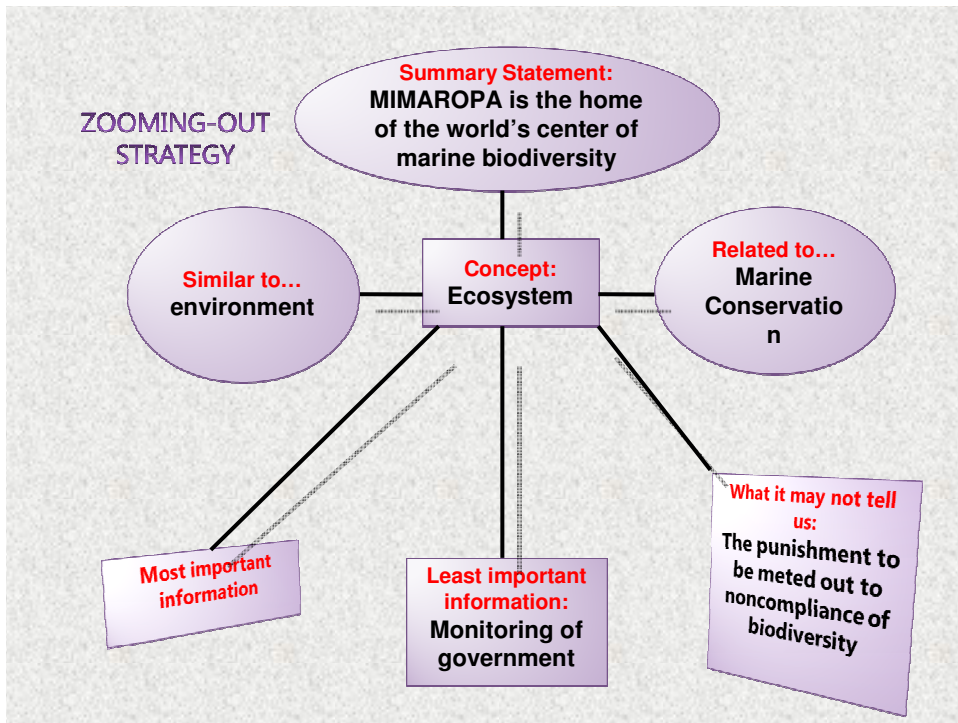 ZOOMING-OUT
STRATEGY
Summary Statement:
MIMAROPA is the home
of the world's center of
marine biodiversity
Similar to…
environment
Concept:
Ecosystem
Related to…
Marine
Conservatio
n
Most important
information
Least important
information:
Monitoring of
government
What it may not tell
us:
The punishment to
be meted out to
noncompliance of
biodiversity